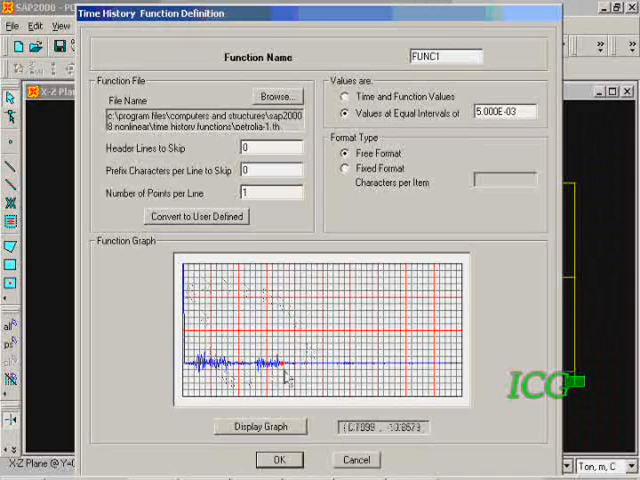 SAP2000 - P
Time History Function Definition
File Edit View
Function Name
FUNC1
X-Z Plane
Function File
File Name
Browse...
c:\program files\computers and structures\sap2000
8 nonlinear\time history functions\petrolia-1.th
Header Lines to Skip 0
Prefix Characters per Line to Skip 0
Number of Points per Line 1
Convert to User Defined
Values are:
Time and Function Values
Values at Equal Intervals of 5.000E-03
Format Type
Free Format
Fixed Format
Characters per Item
Function Graph
all
ps
clr
ICG
Display Graph
OK Cancel
X-Z Plane @ Y=
Ton, m, C